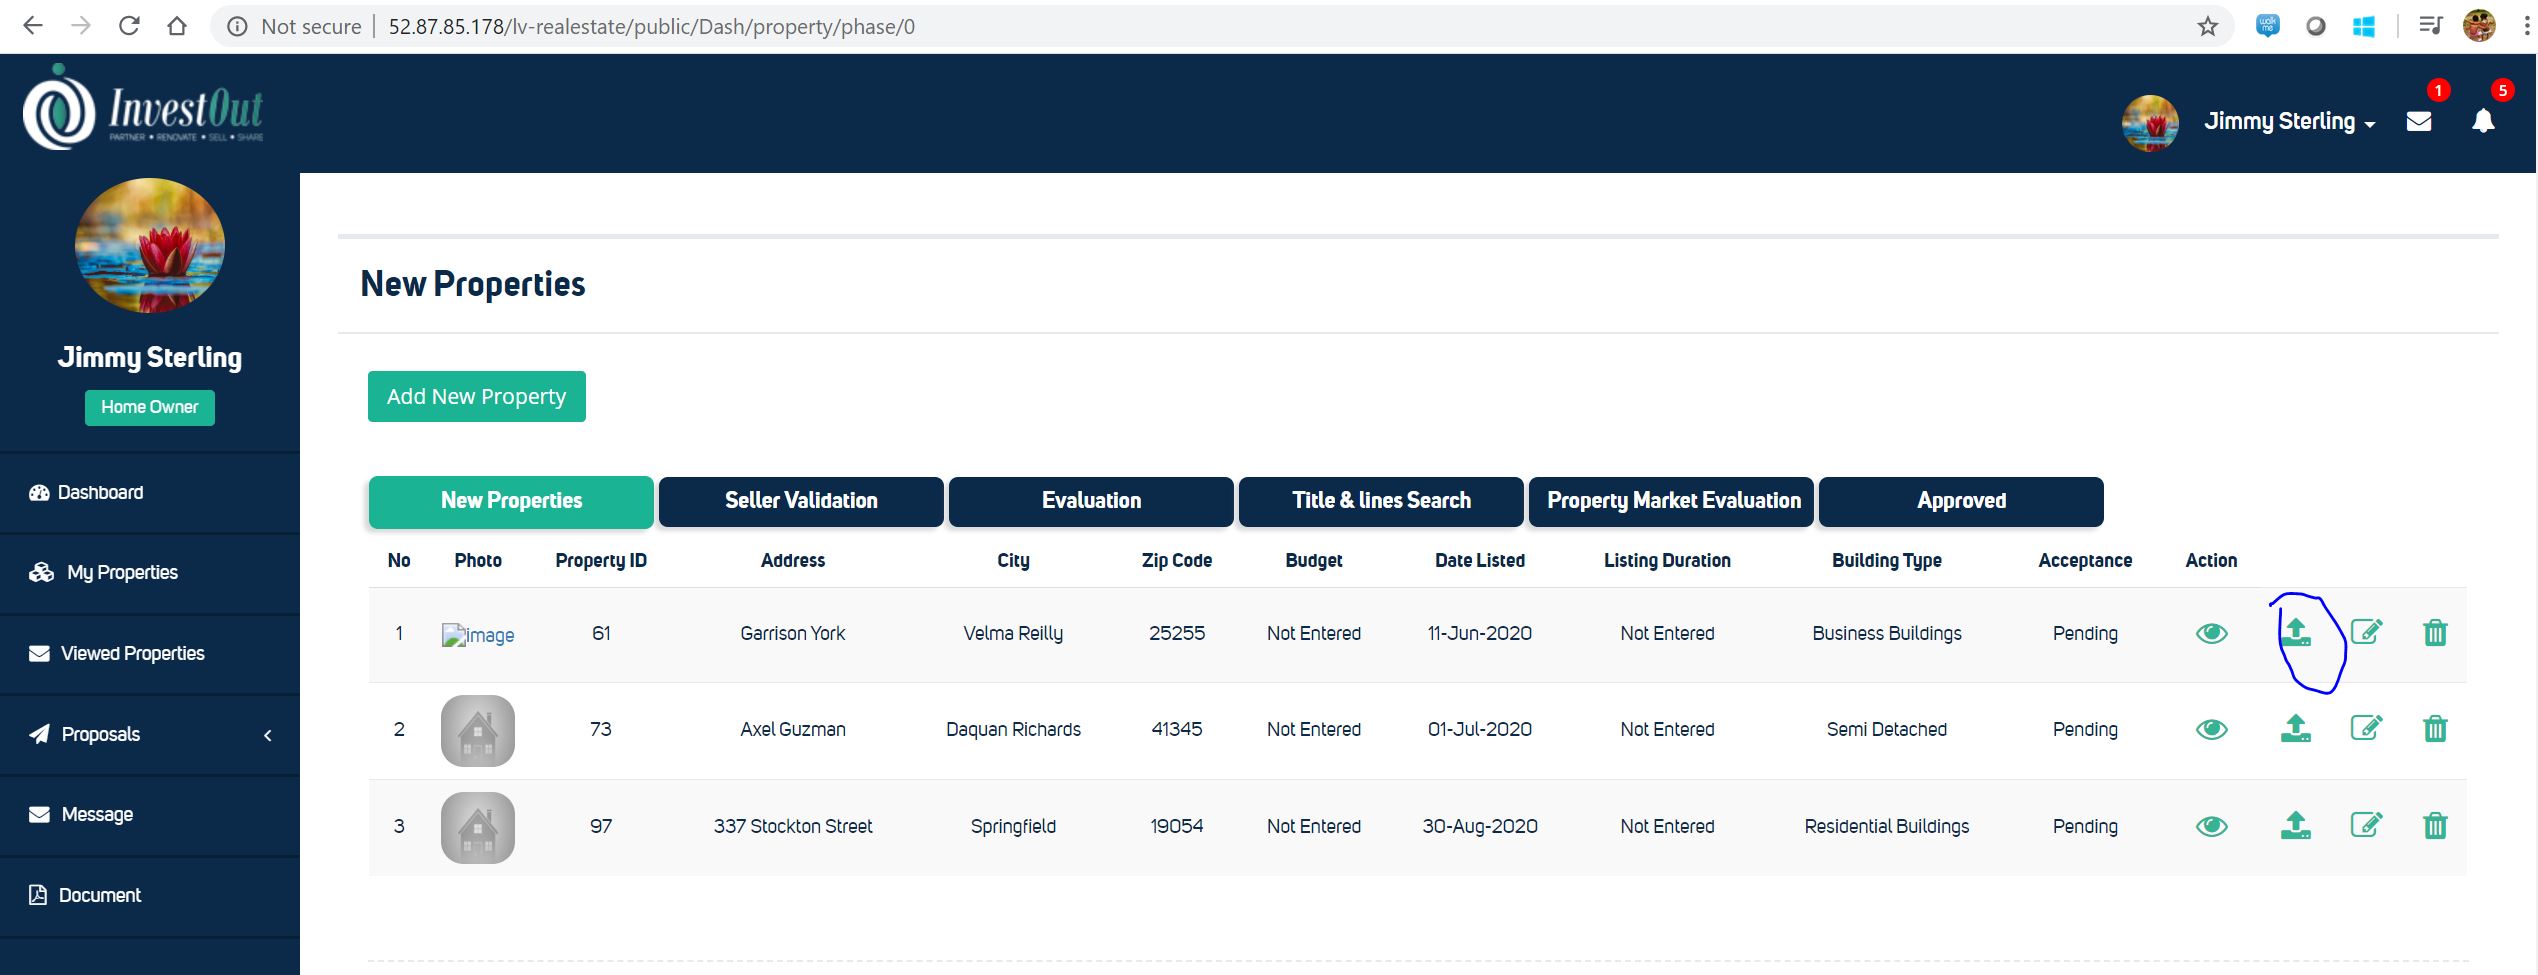 Not secure | 52.87.85.178/lv-realestate/public/Dash/property/phase/0
walk me
InvestOut
PARTNER • RENOVATE • SELL • SHARE
Jimmy Sterling
1
5
Jimmy Sterling
Home Owner
Dashboard
My Properties
Viewed Properties
Proposals
Message
Document
New Properties
Add New Property
New Properties Seller Validation Evaluation Title & lines Search Property Market Evaluation Approved
No Photo Property ID Address City Zip Code Budget Date Listed Listing Duration Building Type Acceptance Action
1 image 61 Garrison York Velma Reilly 25255 Not Entered 11-Jun-2020 Not Entered Business Buildings Pending
2 73 Axel Guzman Daquan Richards 41345 Not Entered 01-Jul-2020 Not Entered Semi Detached Pending
3 97 337 Stockton Street Springfield 19054 Not Entered 30-Aug-2020 Not Entered Residential Buildings Pending